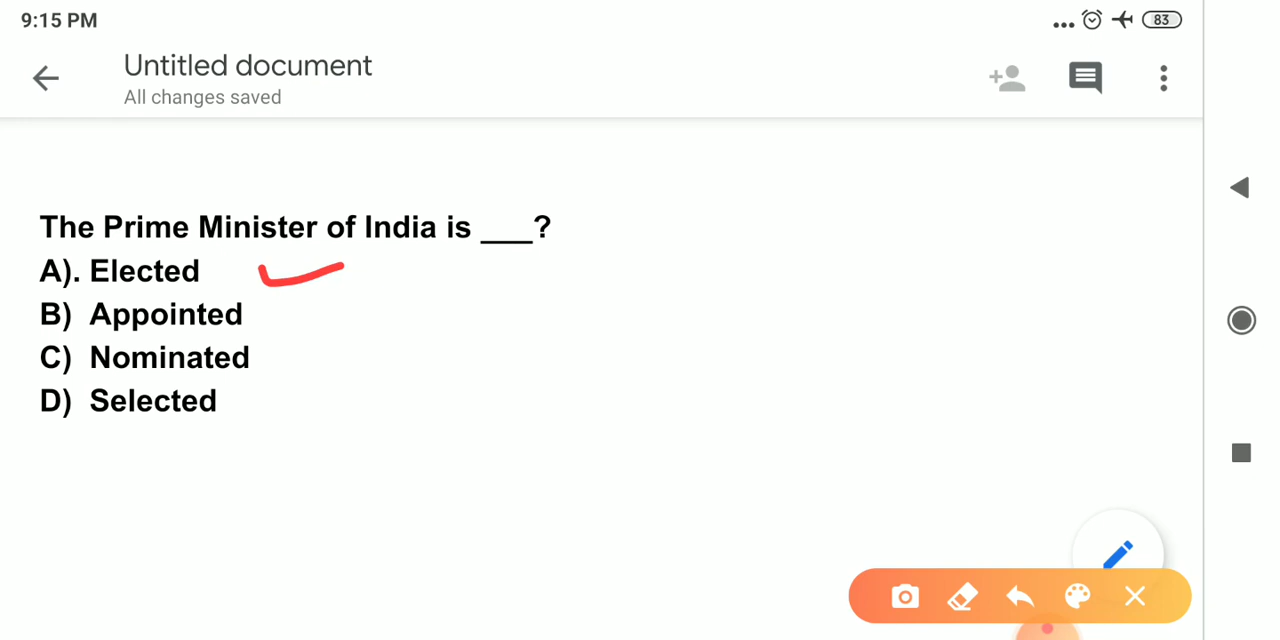 9:15 PM
83
Untitled document
All changes saved
The Prime Minister of India is ___?
A). Elected
B) Appointed
C) Nominated
D) Selected